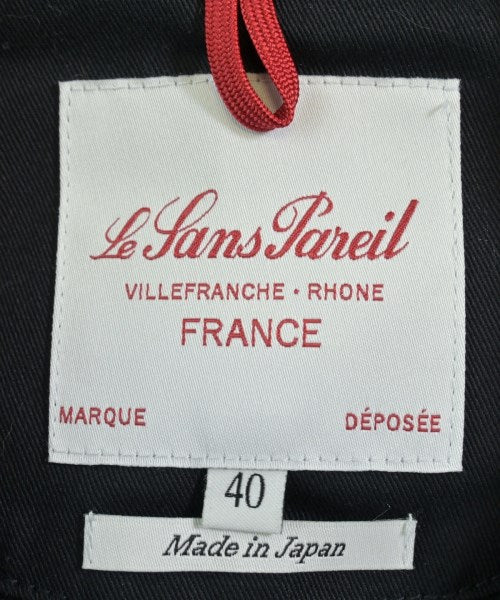 Le Sans Pareil
VILLEFRANCHE · RHONE
FRANCE
MARQUE DÉPOSÉE
40
Made in Japan